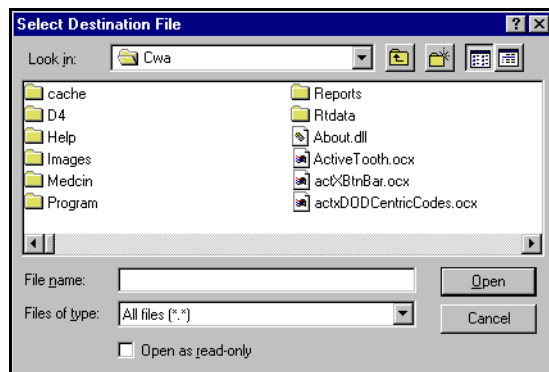 Select Destination File
Look in: Cwa
cache
D4
Help
Images
Medcin
Program
Reports
Rtdata
About.dll
ActiveTooth.ocx
actXBtnBar.ocx
actxDODCentricCodes.ocx
File name:
Open
Files of type: All files (*.*)
Cancel
Open as read-only